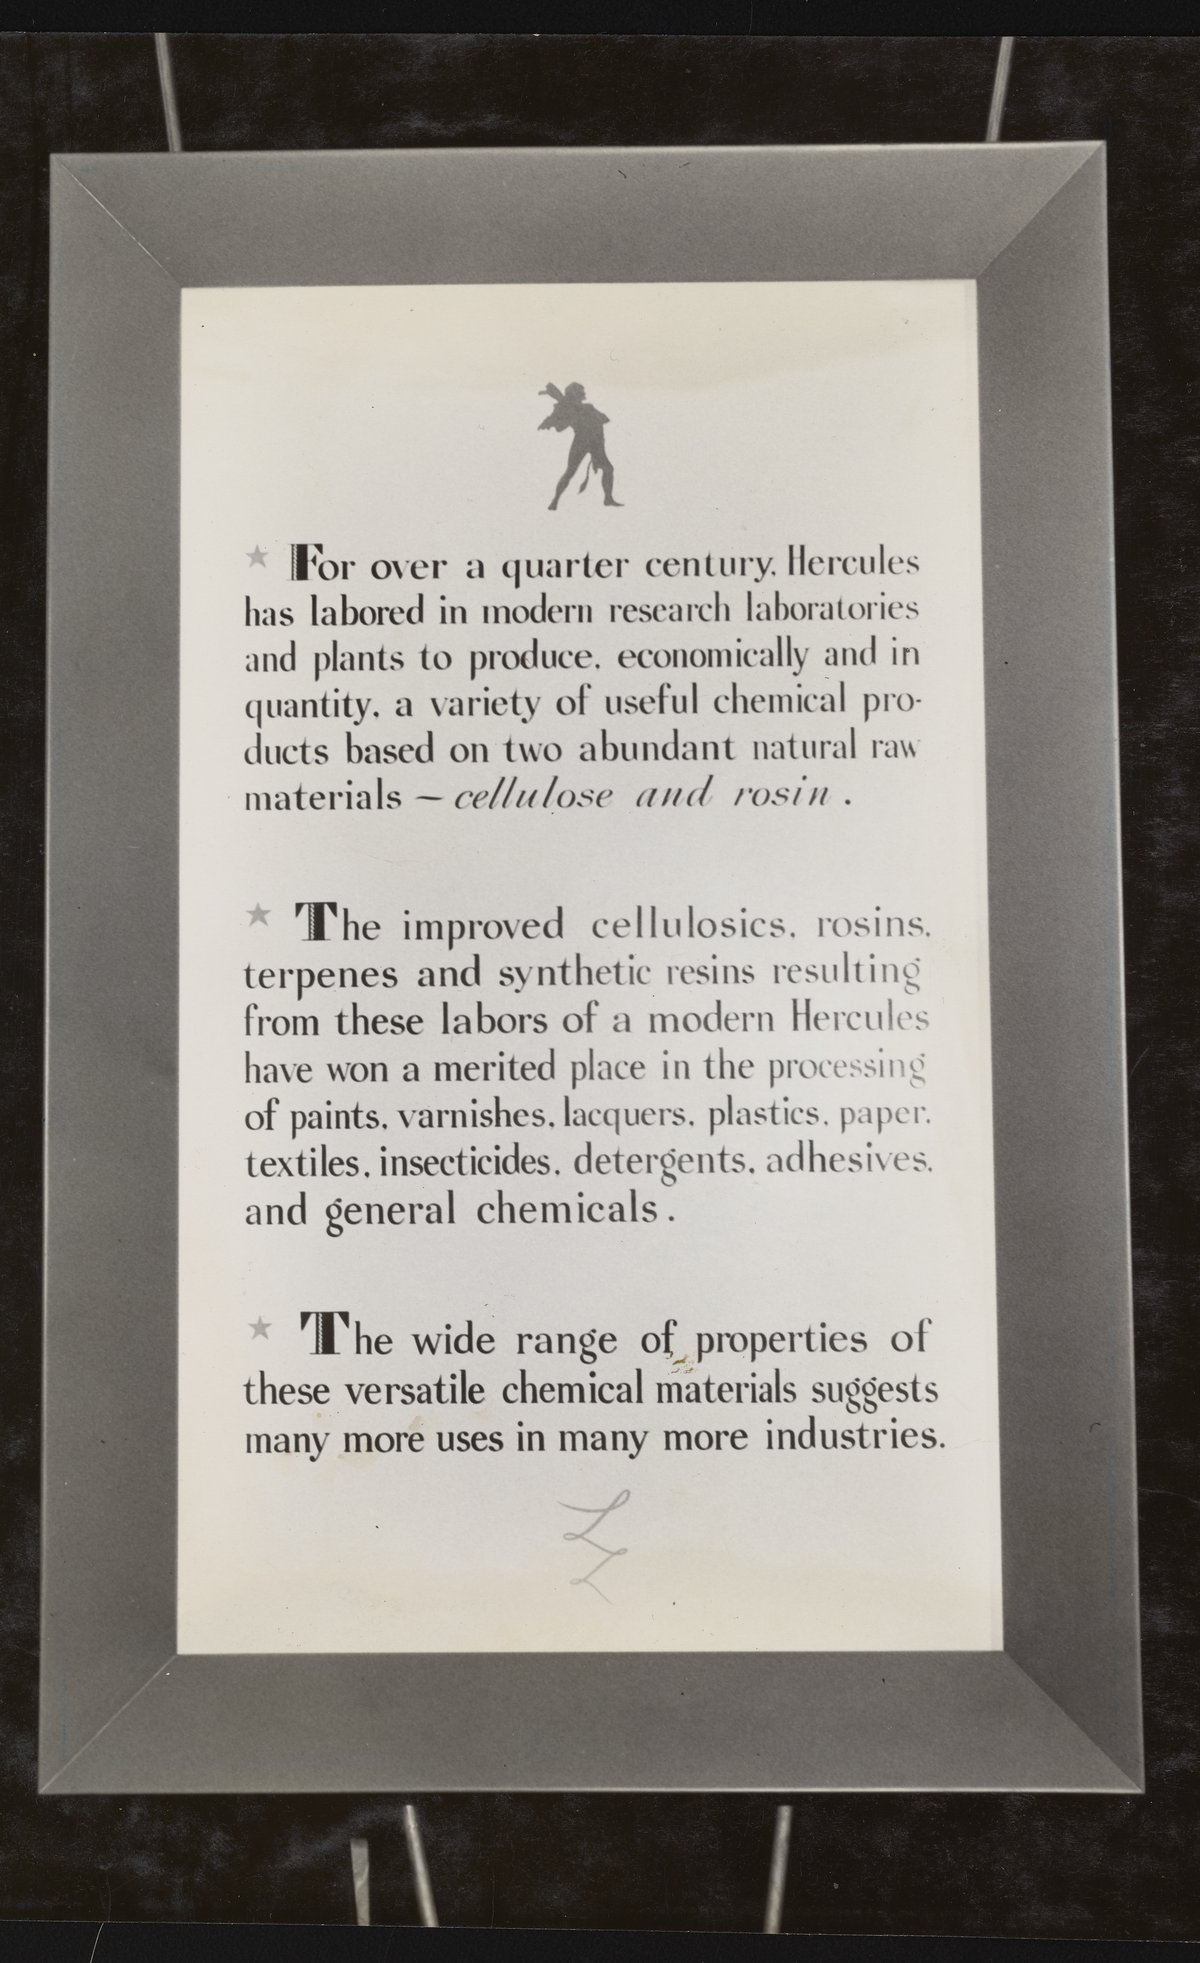 ★ For over a quarter century, Hercules
has labored in modern research laboratories
and plants to produce, economically and in
quantity, a variety of useful chemical pro-
ducts based on two abundant natural raw
materials – cellulose and rosin.
★ The improved cellulosics, rosins,
terpenes and synthetic resins resulting
from these labors of a modern Hercules
have won a merited place in the processing
of paints, varnishes, lacquers, plastics, paper,
textiles, insecticides, detergents, adhesives,
and general chemicals.
★ The wide range of properties of
these versatile chemical materials suggests
many more uses in many more industries.